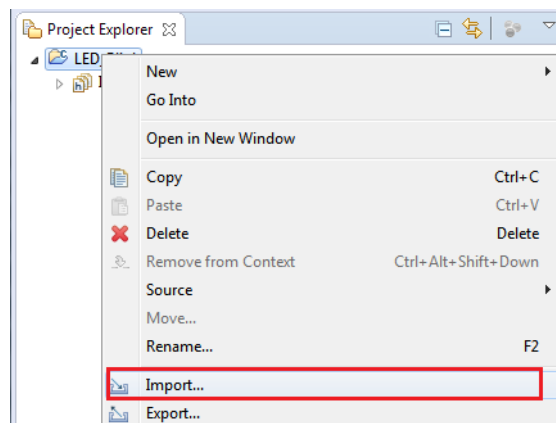 Project Explorer
LED_
New
Go Into
Open in New Window
Copy Ctrl+C
Paste Ctrl+V
Delete Delete
Remove from Context Ctrl+Alt+Shift+Down
Source
Move...
Rename... F2
Import...
Export...